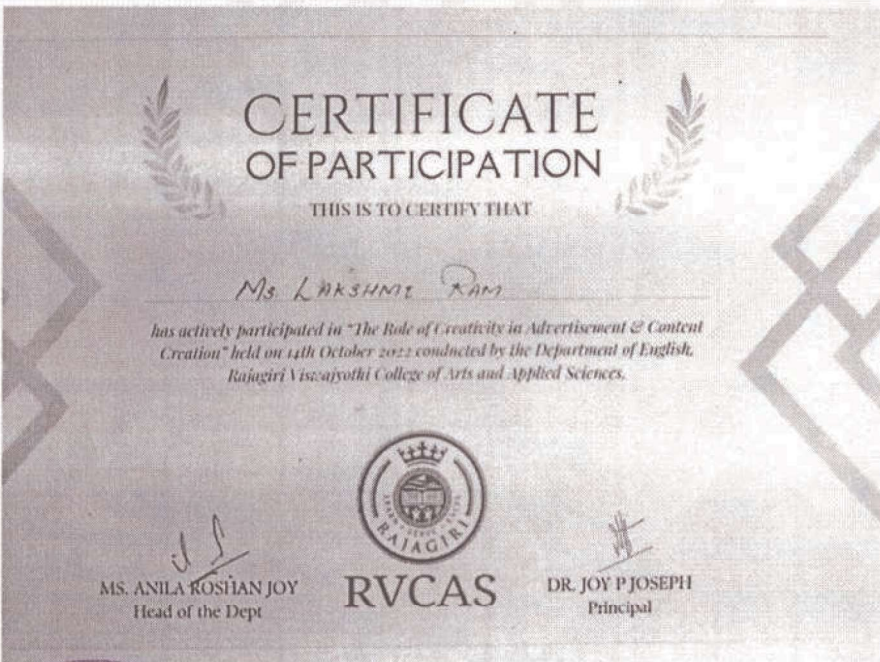 CERTIFICATE
OF PARTICIPATION
THIS IS TO CERTIFY THAT
Ms LAKSHMI RAM
has actively participated in "The Role of Creativity in Advertisement & Content
Creation" held on 14th October 2022 conducted by the Department of English,
Rajagiri Viswajyothi College of Arts and Applied Sciences.
LEARN SERVE
RAJAGIRI
RVCAS
MS. ANILA ROSHAN JOY
Head of the Dept
DR. JOY P JOSEPH
Principal